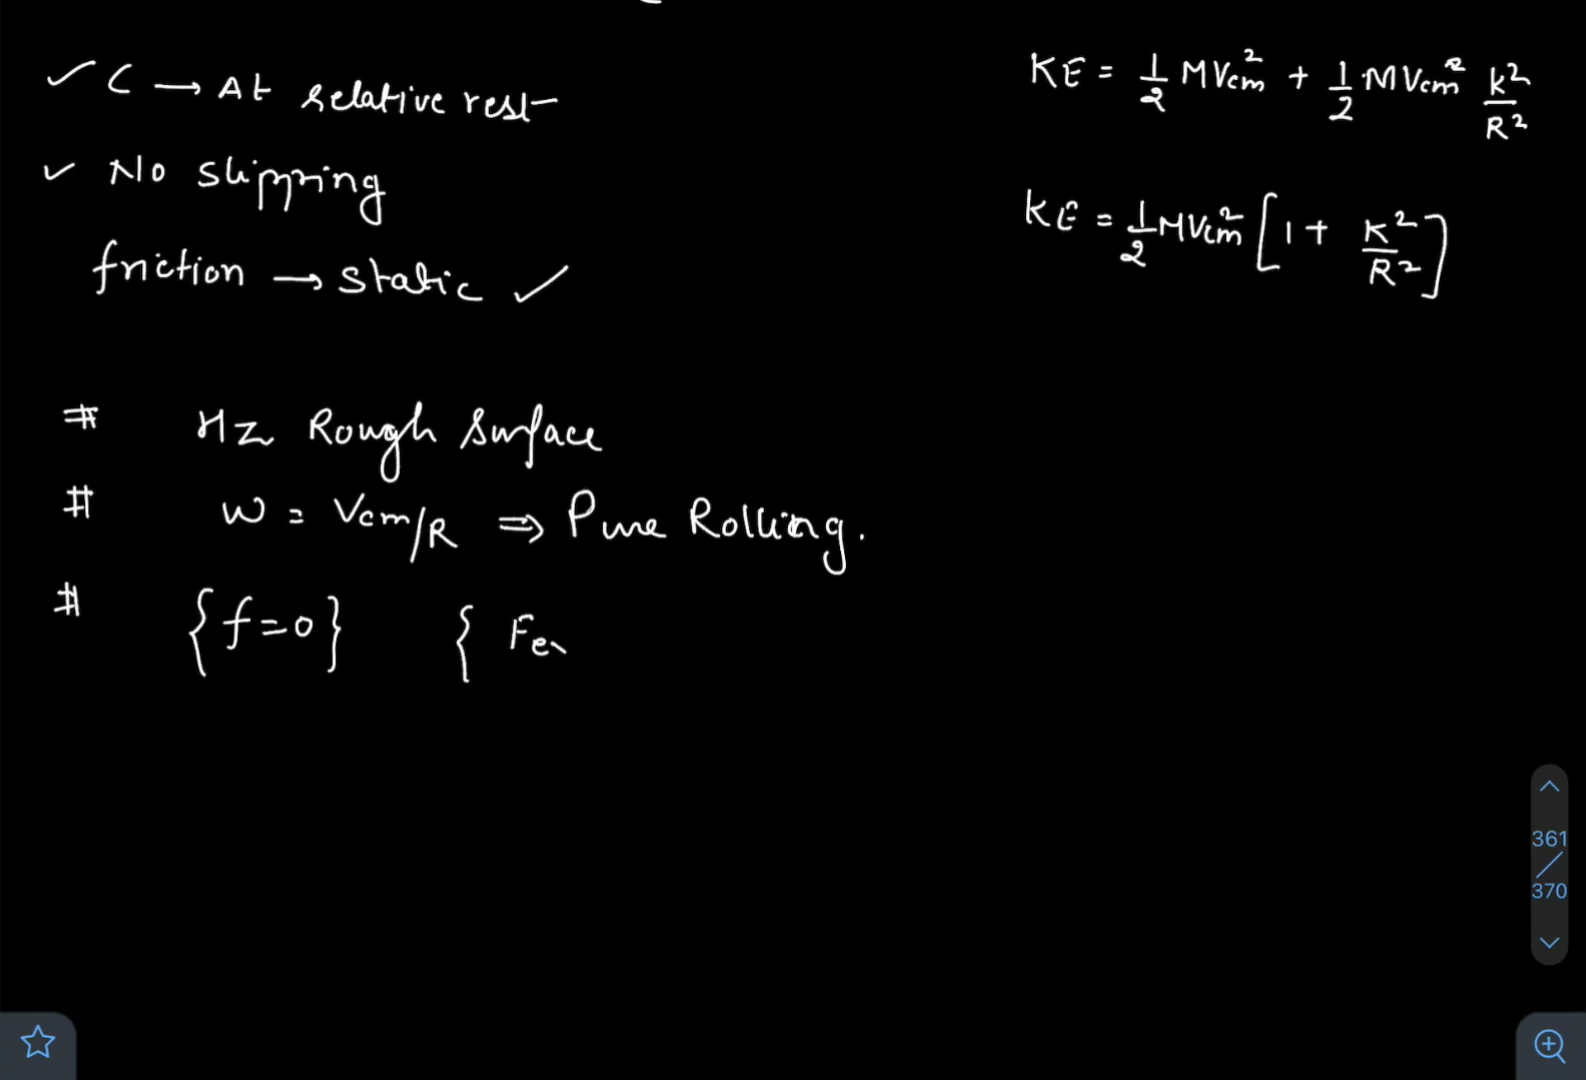 ✓ C → At relative rest
✓ No slipping
friction → static ✓
# Hz Rough Surface
# w = Vcm/R ⇒ Pure Rolling.
# {f=0} { Fex
KE = 1/2 MVcm² + 1/2 MVcm² K²/R²
KE = 1/2 MVcm² [1 + K²/R²]
361
/
370